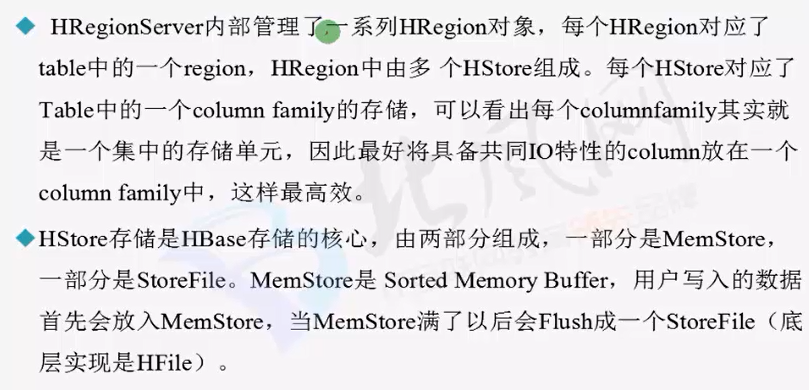 HRegionServer内部管理了一系列HRegion对象，每个HRegion对应了
table中的一个region，HRegion中由多 个HStore组成。每个HStore对应了
Table中的一个column family的存储，可以看出每个columnfamily其实就
是一个集中的存储单元，因此最好将具备共同IO特性的column放在一个
column family中，这样最高效。
HStore存储是HBase存储的核心，由两部分组成，一部分是MemStore，
一部分是StoreFile。MemStore是 Sorted Memory Buffer，用户写入的数据
首先会放入MemStore，当MemStore满了以后会Flush成一个StoreFile（底
层实现是HFile）。
北风网